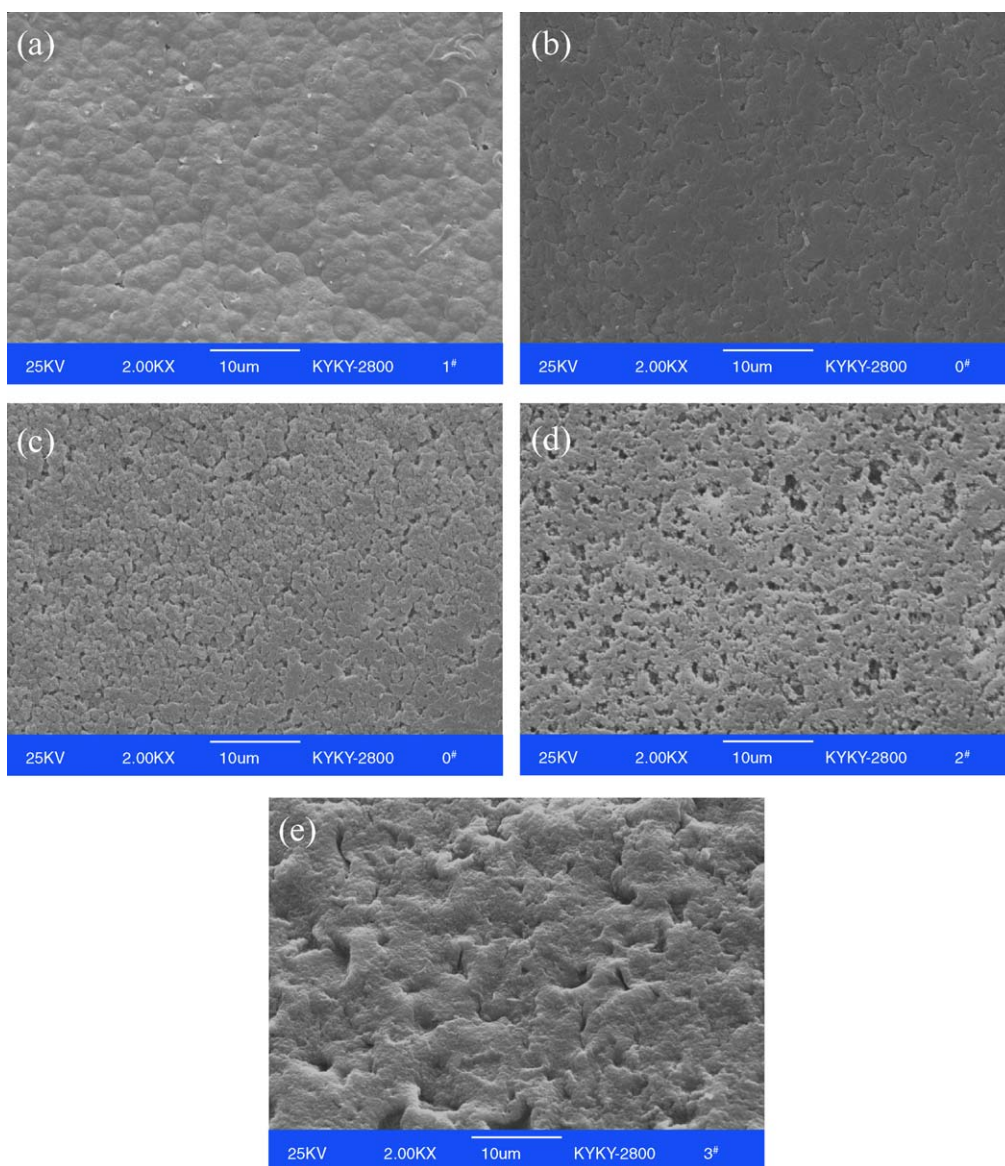 (a)
25KV 2.00KX 10um KYKY-2800 1#
(b)
25KV 2.00KX 10um KYKY-2800 0#
(c)
25KV 2.00KX 10um KYKY-2800 0#
(d)
25KV 2.00KX 10um KYKY-2800 2#
(e)
25KV 2.00KX 10um KYKY-2800 3#